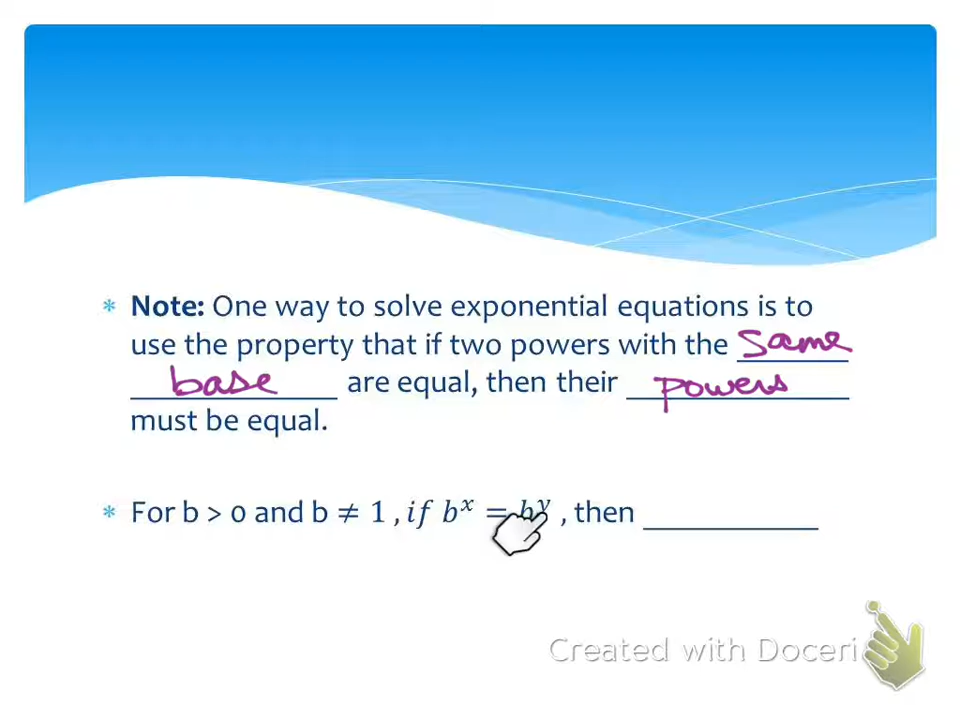 * Note: One way to solve exponential equations is to
use the property that if two powers with the same
base are equal, then their powers
must be equal.
* For b > 0 and b ≠ 1 , if b^x = b^y , then __________
Created with Doceri